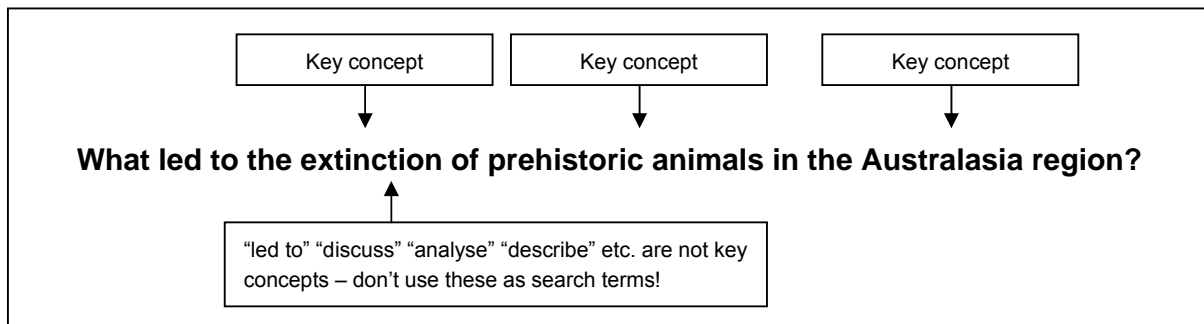 Key concept
Key concept
Key concept
What led to the extinction of prehistoric animals in the Australasia region?
“led to” “discuss” “analyse” “describe” etc. are not key
concepts – don’t use these as search terms!